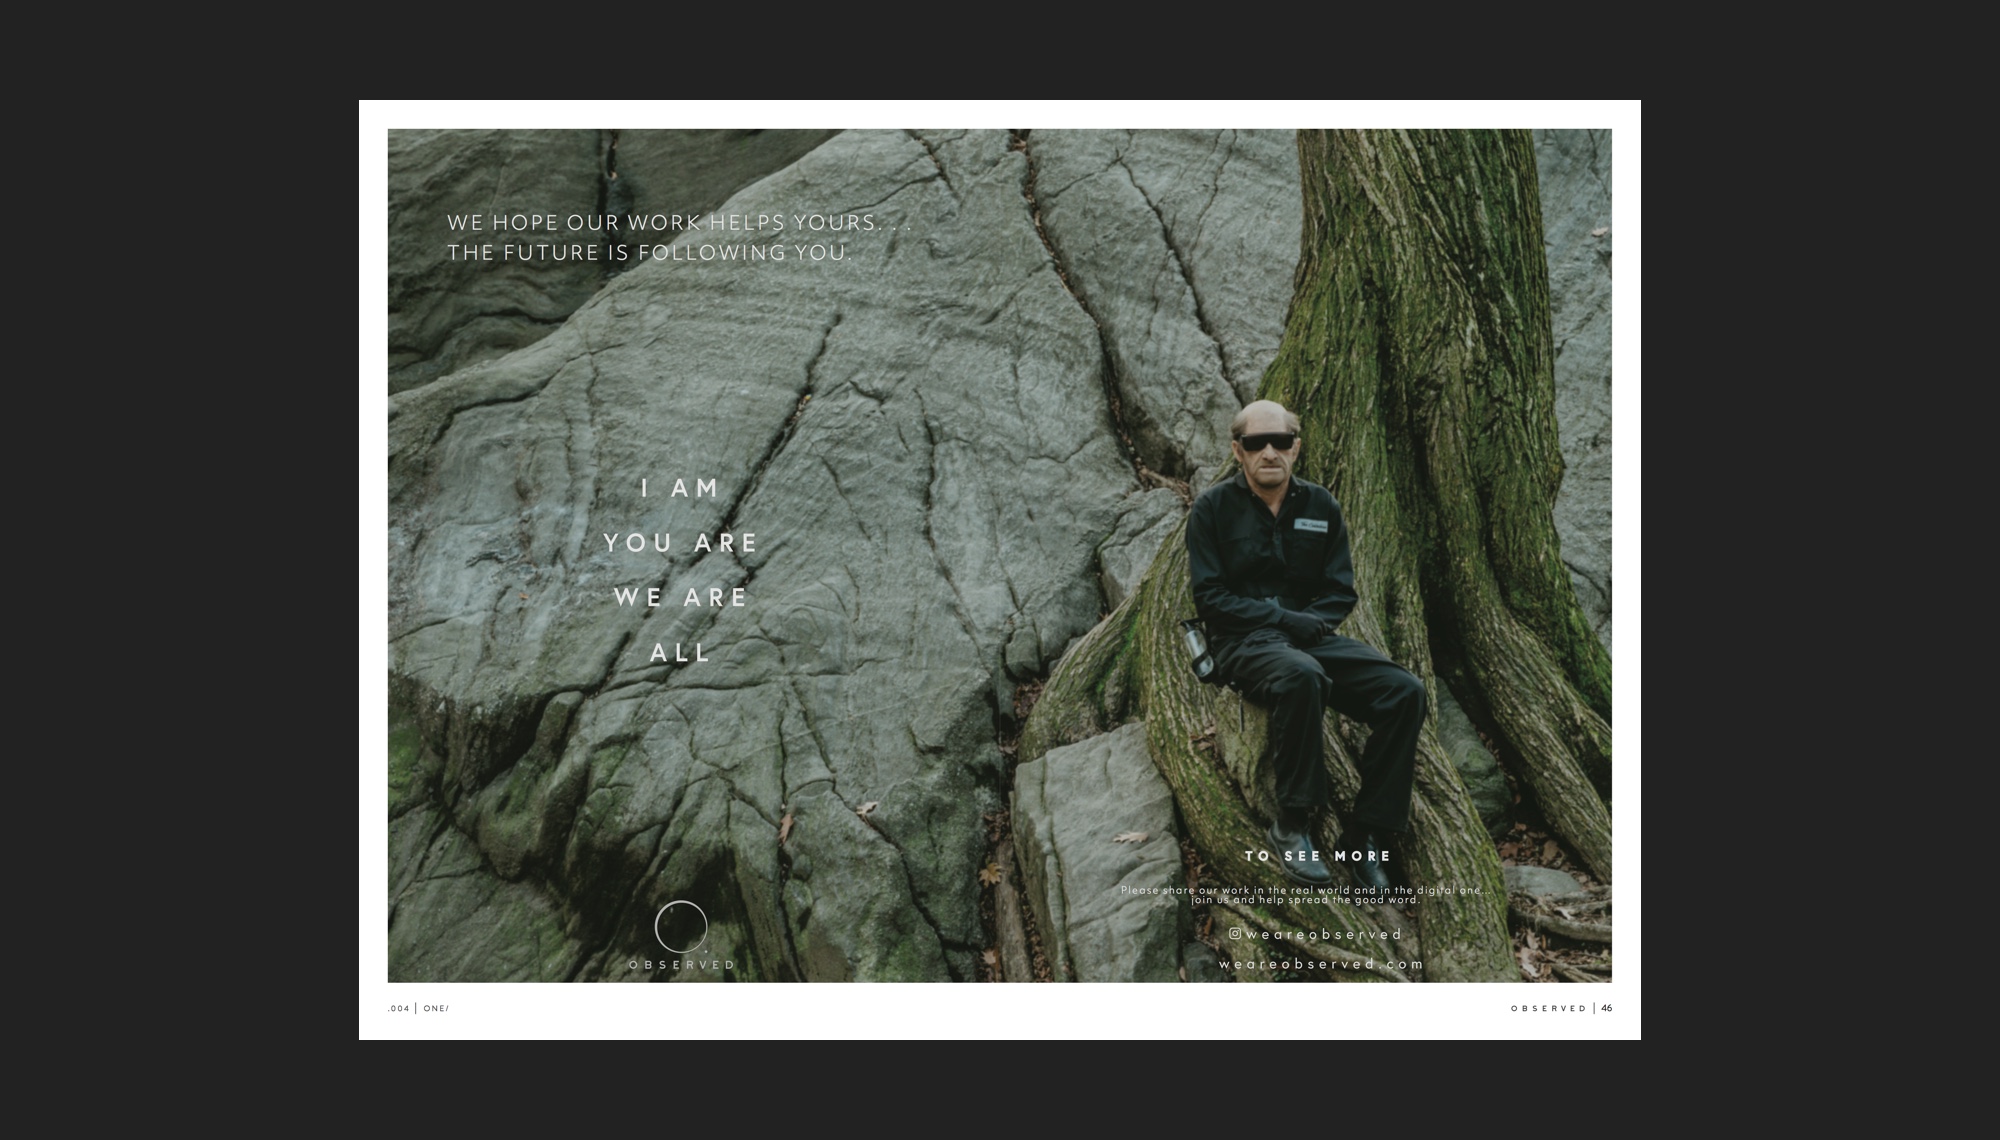 WE HOPE OUR WORK HELPS YOURS. . .
THE FUTURE IS FOLLOWING YOU.
I AM
YOU ARE
WE ARE
ALL
TO SEE MORE
Please share our work in the real world and in the digital one...
join us and help spread the good word.
weareobserved
weareobserved.com
OBSERVED
.004 | ONE/
OBSERVED | 46